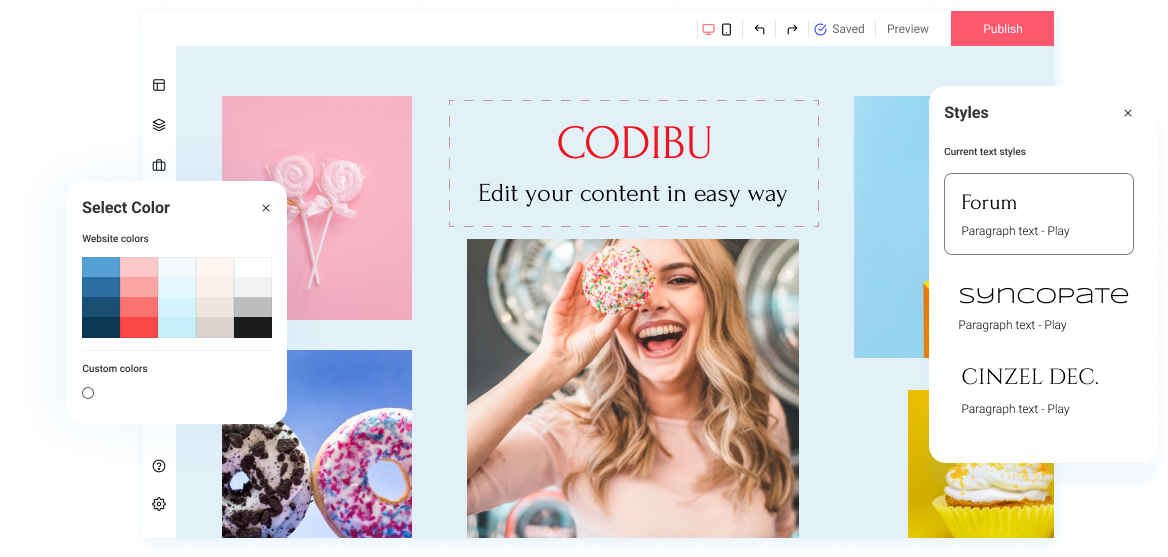 Saved
Preview
Publish
CODIBU
Edit your content in easy way
Select Color
Website colors
Custom colors
Styles
Current text styles
Forum
Paragraph text - Play
syncopate
Paragraph text - Play
CINZEL DEC.
Paragraph text - Play